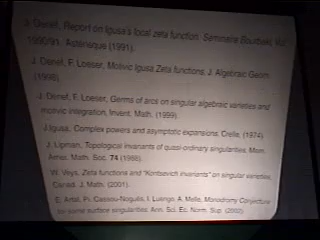 J. Denef, Report on Igusa's local zeta function. Séminaire Bourbaki, Vol.
1990/91. Astérisque (1991).
J. Denef, F. Loeser, Motivic Igusa Zeta functions. J. Algebraic Geom.
(1998).
J. Denef, F. Loeser, Germs of arcs on singular algebraic varieties and
motivic integration, Invent. Math. (1999).
J.Igusa, Complex powers and asymptotic expansions, Crelle, (1974).
J. Lipman, Topological invariants of quasi-ordinary singularities, Mem.
Amer. Math. Soc. 74 (1988).
W. Veys, Zeta functions and "Kontsevich invariants" on singular varieties,
Canad. J. Math. (2001).
E. Artal, Pi. Cassou-Noguès, I. Luengo, A. Melle, Monodromy Conjecture
for some surface singularities. Ann. Sci. Ec. Norm. Sup. (2002).